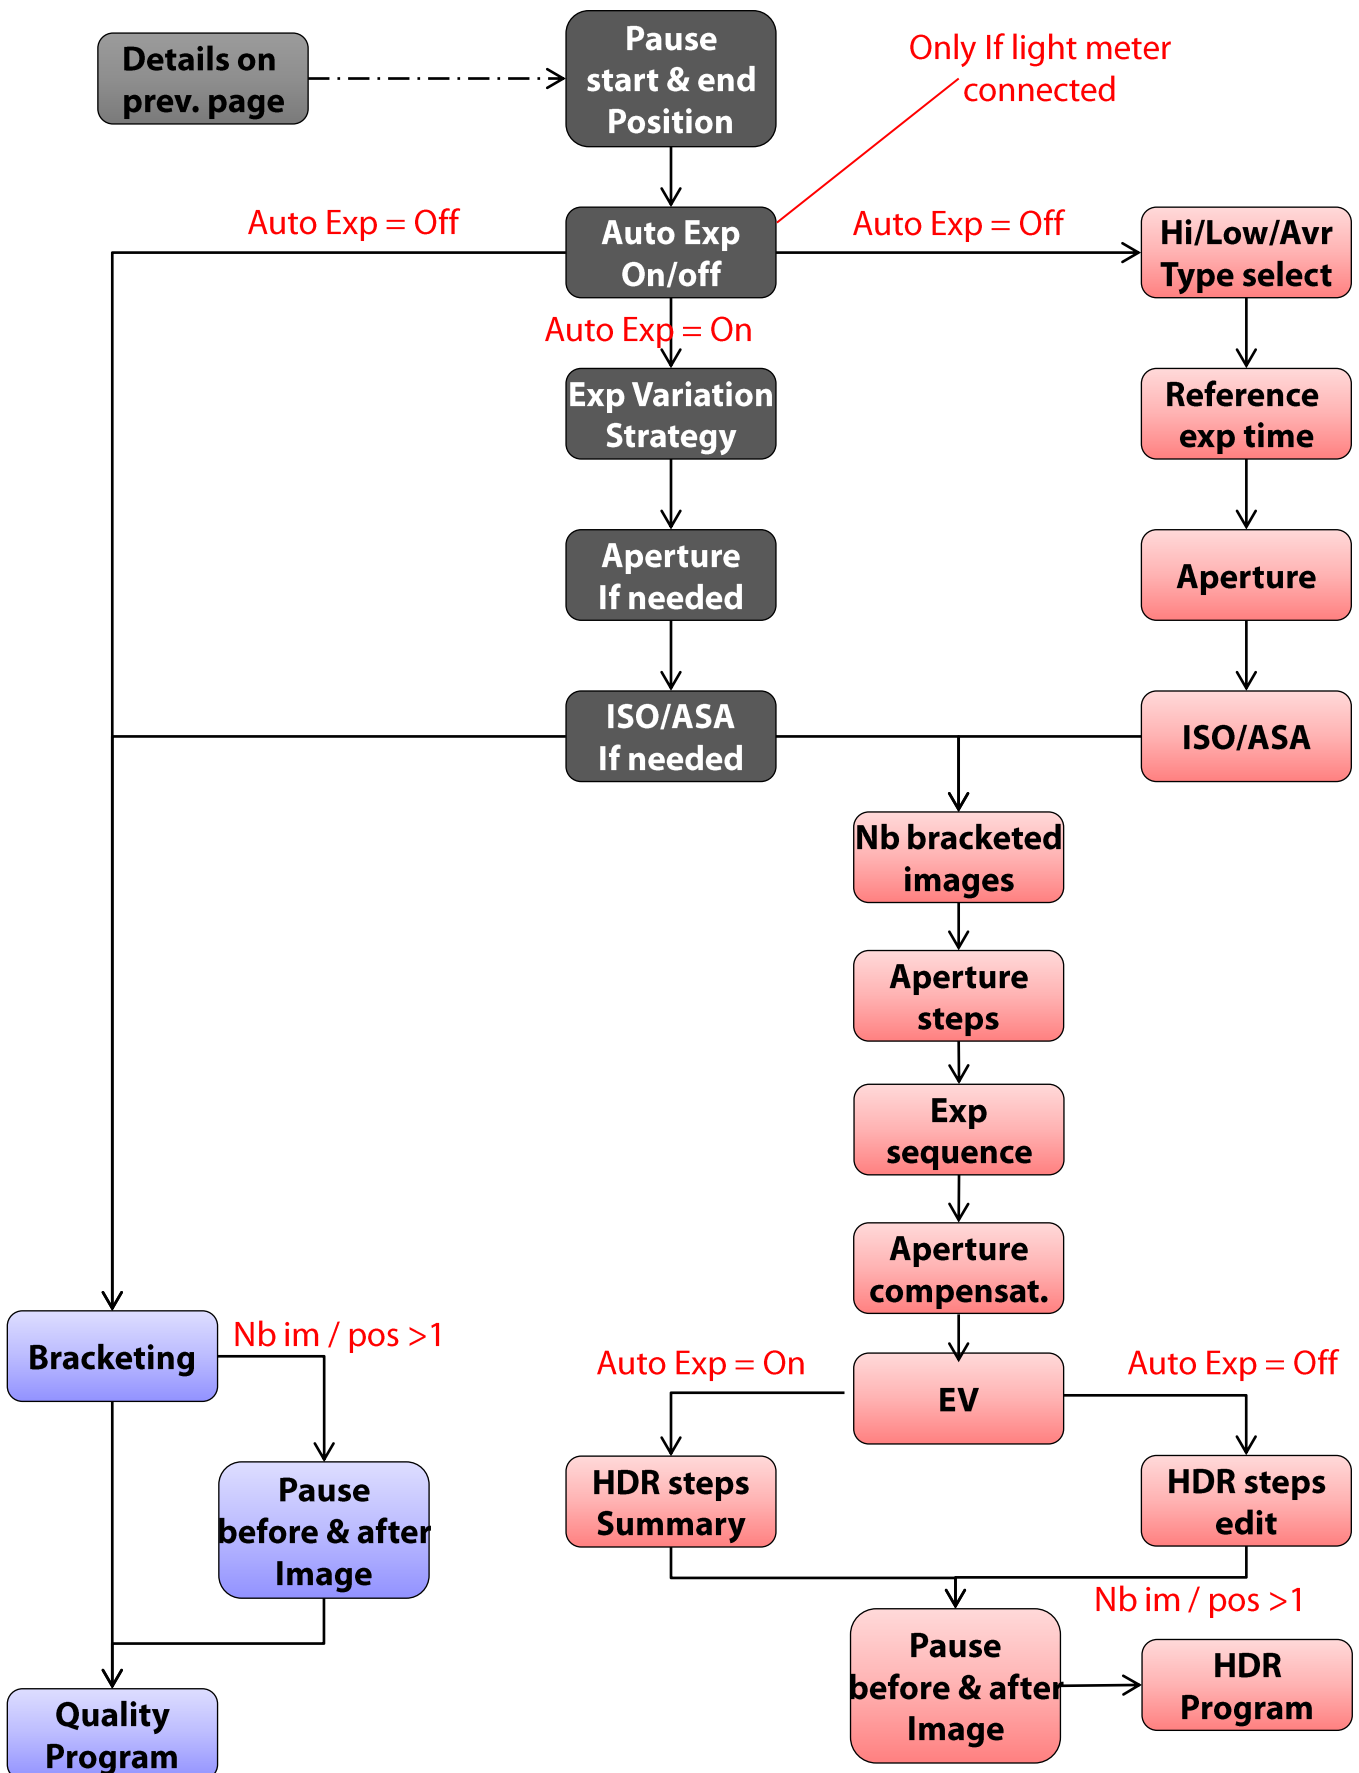 Details on
prev. page
Pause
start & end
Position
Only If light meter
connected
Auto Exp = Off
Auto Exp
On/off
Auto Exp = Off
Hi/Low/Avr
Type select
Auto Exp = On
Exp Variation
Strategy
Reference
exp time
Aperture
If needed
Aperture
ISO/ASA
If needed
ISO/ASA
Nb bracketed
images
Aperture
steps
Exp
sequence
Aperture
compensat.
Bracketing
Nb im / pos >1
Auto Exp = On
EV
Auto Exp = Off
Pause
before & after
Image
HDR steps
Summary
HDR steps
edit
Nb im / pos >1
Pause
before & after
Image
HDR
Program
Quality
Program